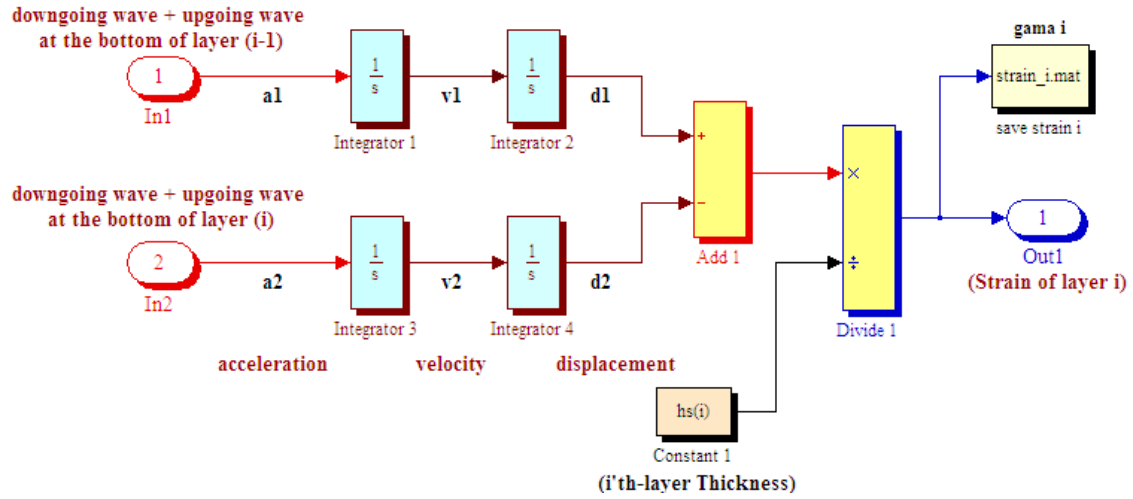 downgoing wave + upgoing wave
at the bottom of layer (i-1)
1
In1
a1
1
s
Integrator 1
v1
1
s
Integrator 2
d1
+
−
Add 1
×
÷
Divide 1
gama i
strain_i.mat
save strain i
1
Out1
(Strain of layer i)
downgoing wave + upgoing wave
at the bottom of layer (i)
2
In2
a2
1
s
Integrator 3
v2
1
s
Integrator 4
d2
acceleration
velocity
displacement
hs(i)
Constant 1
(i'th-layer Thickness)